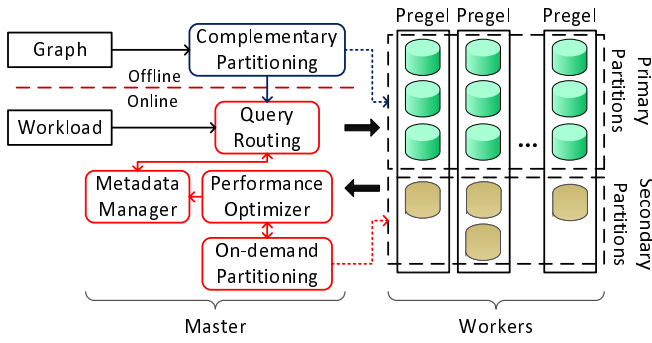 Pregel Pregel Pregel
Graph
Complementary
Partitioning
Offline
Online
Workload
Query
Routing
Metadata
Manager
Performance
Optimizer
On-demand
Partitioning
...
Primary
Partitions
Secondary
Partitions
Master
Workers